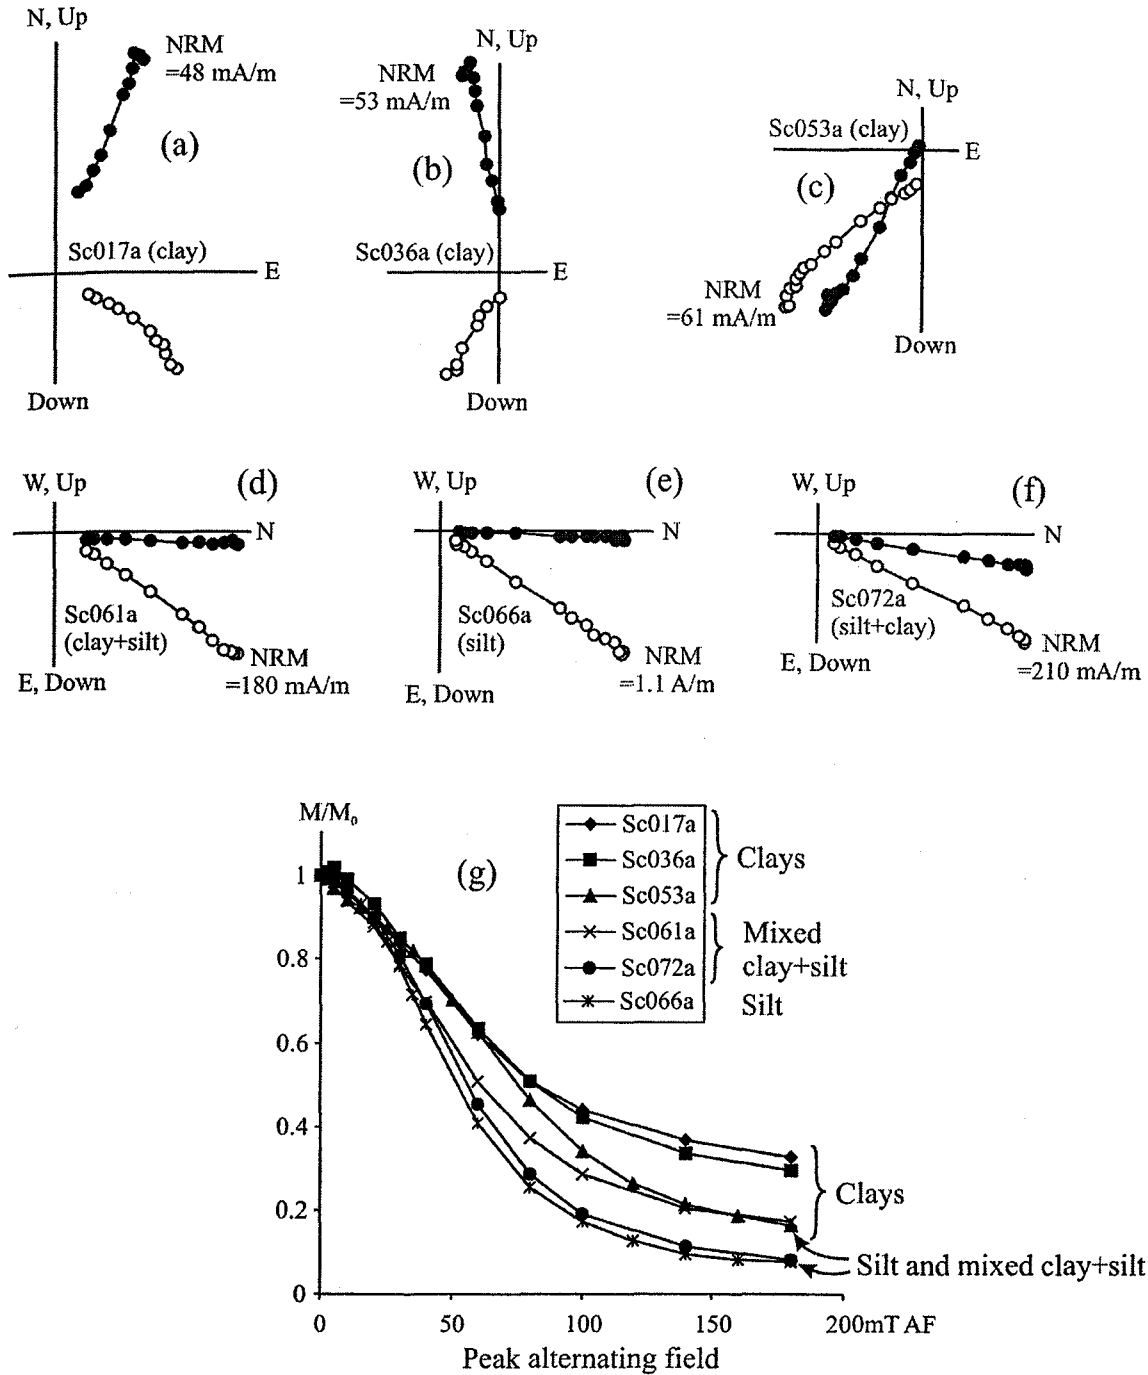 N, Up
NRM
=48 mA/m
(a)
Sc017a (clay)
E
Down
N, Up
NRM
=53 mA/m
(b)
Sc036a (clay)
E
Down
N, Up
Sc053a (clay)
E
(c)
NRM
=61 mA/m
Down
(d)
W, Up
N
Sc061a
(clay+silt)
NRM
=180 mA/m
E, Down
(e)
W, Up
N
Sc066a
(silt)
NRM
=1.1 A/m
E, Down
(f)
W, Up
N
Sc072a
(silt+clay)
NRM
=210 mA/m
E, Down
M/M₀
(g)
Sc017a
Sc036a
Sc053a
Clays
Sc061a
Sc072a
Mixed
clay+silt
Sc066a
Silt
1
0.8
0.6
0.4
0.2
0
Clays
Silt and mixed clay+silt
0
50
100
150
200mT AF
Peak alternating field